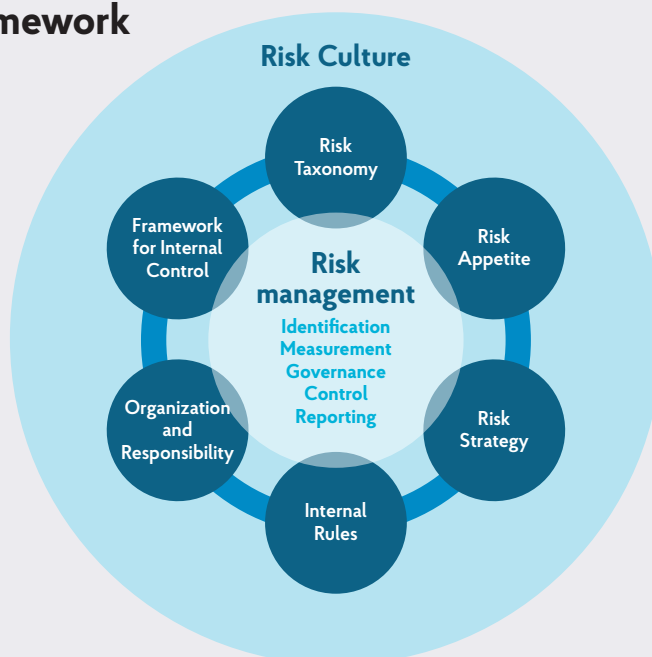 mework
Risk Culture
Risk
Taxonomy
Risk
Appetite
Risk
Strategy
Internal
Rules
Organization
and
Responsibility
Framework
for Internal
Control
Risk
management
Identification
Measurement
Governance
Control
Reporting